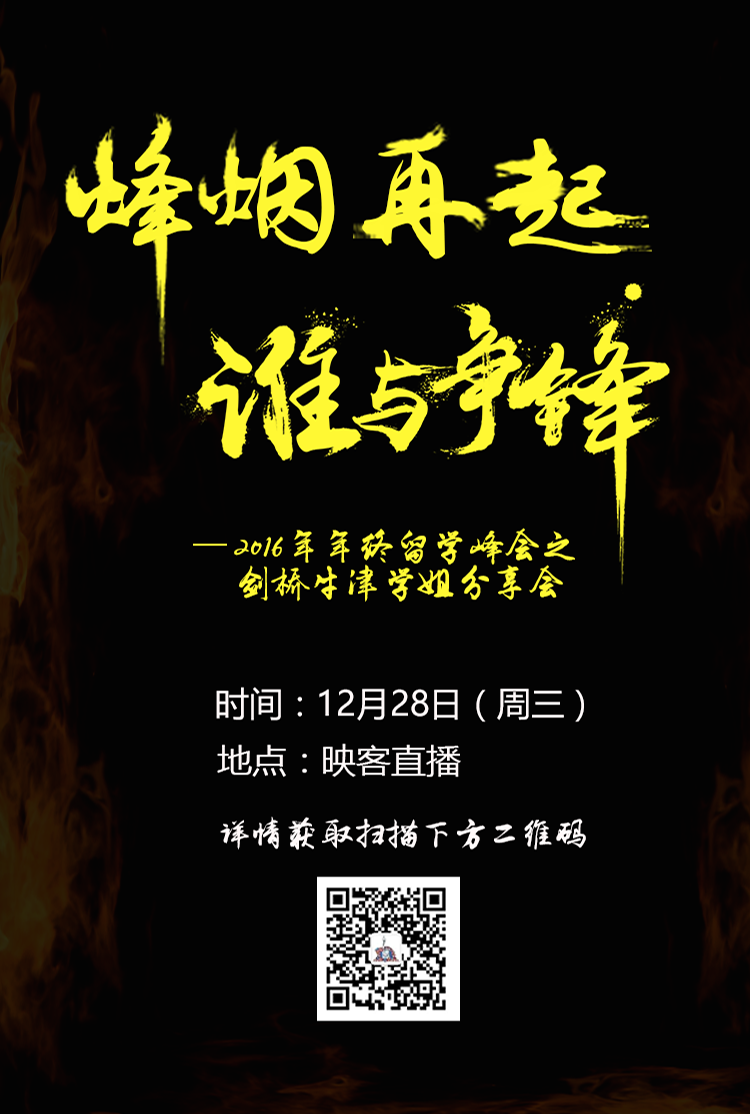 烽烟再起
谁与争锋
—2016年年终留学峰会之
剑桥牛津学姐分享会
时间：12月28日（周三）
地点：映客直播
详情获取扫描下方二维码